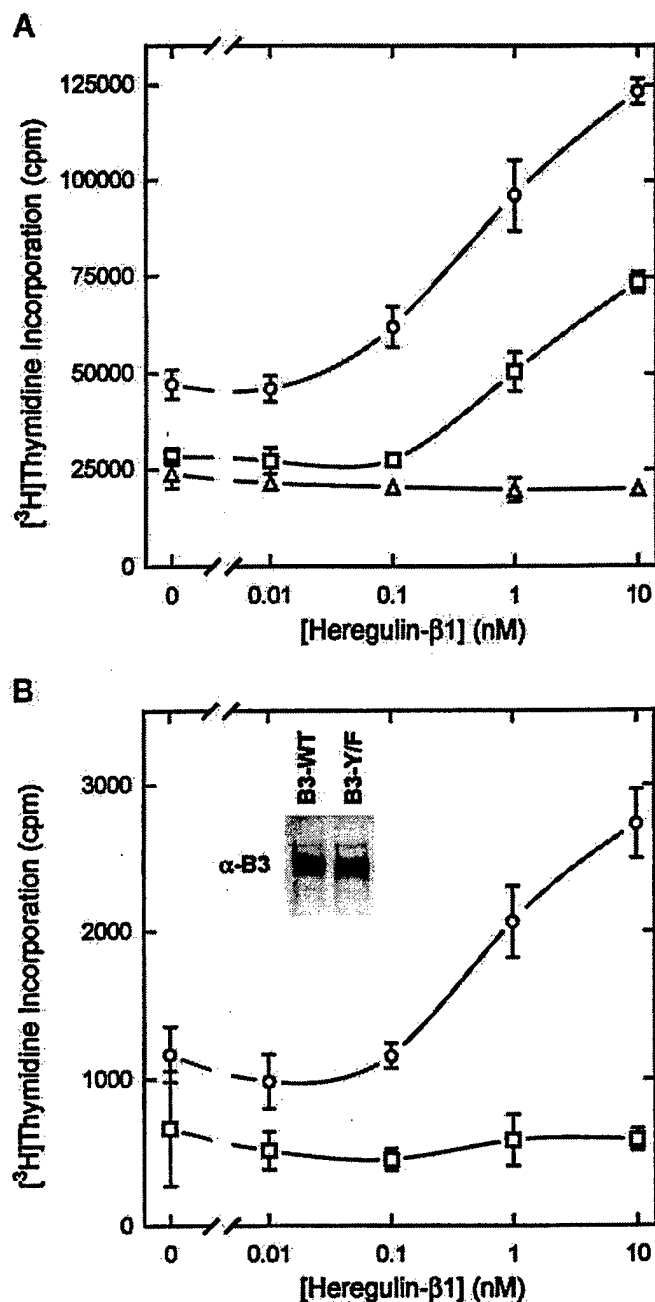 A
[³H]Thymidine Incorporation (cpm)
125000
100000
75000
50000
25000
0
0
0.01
0.1
1
10
[Heregulin-β1] (nM)
B
[³H]Thymidine Incorporation (cpm)
3000
2000
1000
0
B3-WT
B3-Y/F
α-B3
0
0.01
0.1
1
10
[Heregulin-β1] (nM)